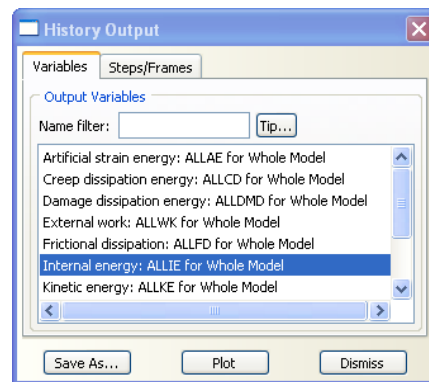 History Output
Variables Steps/Frames
Output Variables
Name filter: Tip...
Artificial strain energy: ALLAE for Whole Model
Creep dissipation energy: ALLCD for Whole Model
Damage dissipation energy: ALLDMD for Whole Model
External work: ALLWK for Whole Model
Frictional dissipation: ALLFD for Whole Model
Internal energy: ALLIE for Whole Model
Kinetic energy: ALLKE for Whole Model
Save As... Plot Dismiss